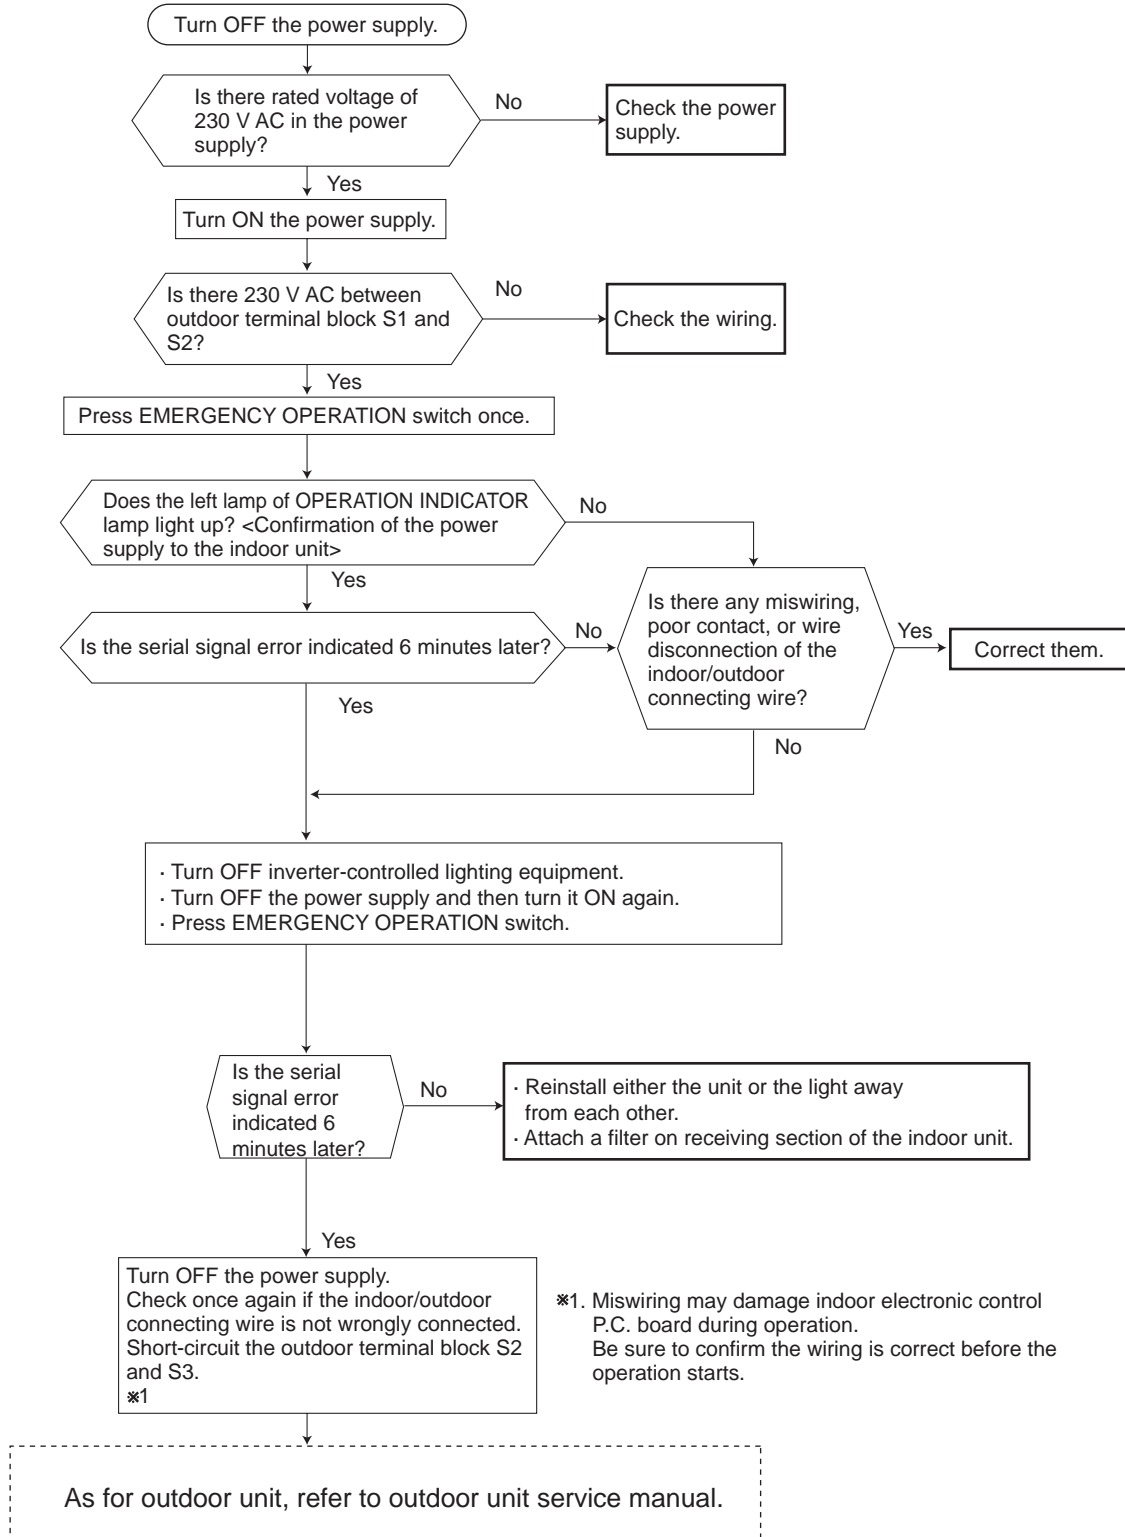 Turn OFF the power supply.
Is there rated voltage of
230 V AC in the power
supply?
No
Check the power
supply.
Yes
Turn ON the power supply.
Is there 230 V AC between
outdoor terminal block S1 and
S2?
No
Check the wiring.
Yes
Press EMERGENCY OPERATION switch once.
Does the left lamp of OPERATION INDICATOR
lamp light up? <Confirmation of the power
supply to the indoor unit>
No
Yes
Is the serial signal error indicated 6 minutes later?
No
Is there any miswiring,
poor contact, or wire
disconnection of the
indoor/outdoor
connecting wire?
Yes
Correct them.
Yes
No
· Turn OFF inverter-controlled lighting equipment.
· Turn OFF the power supply and then turn it ON again.
· Press EMERGENCY OPERATION switch.
Is the serial
signal error
indicated 6
minutes later?
No
· Reinstall either the unit or the light away
from each other.
· Attach a filter on receiving section of the indoor unit.
Yes
Turn OFF the power supply.
Check once again if the indoor/outdoor
connecting wire is not wrongly connected.
Short-circuit the outdoor terminal block S2
and S3.
※1
※1. Miswiring may damage indoor electronic control
P.C. board during operation.
Be sure to confirm the wiring is correct before the
operation starts.
As for outdoor unit, refer to outdoor unit service manual.